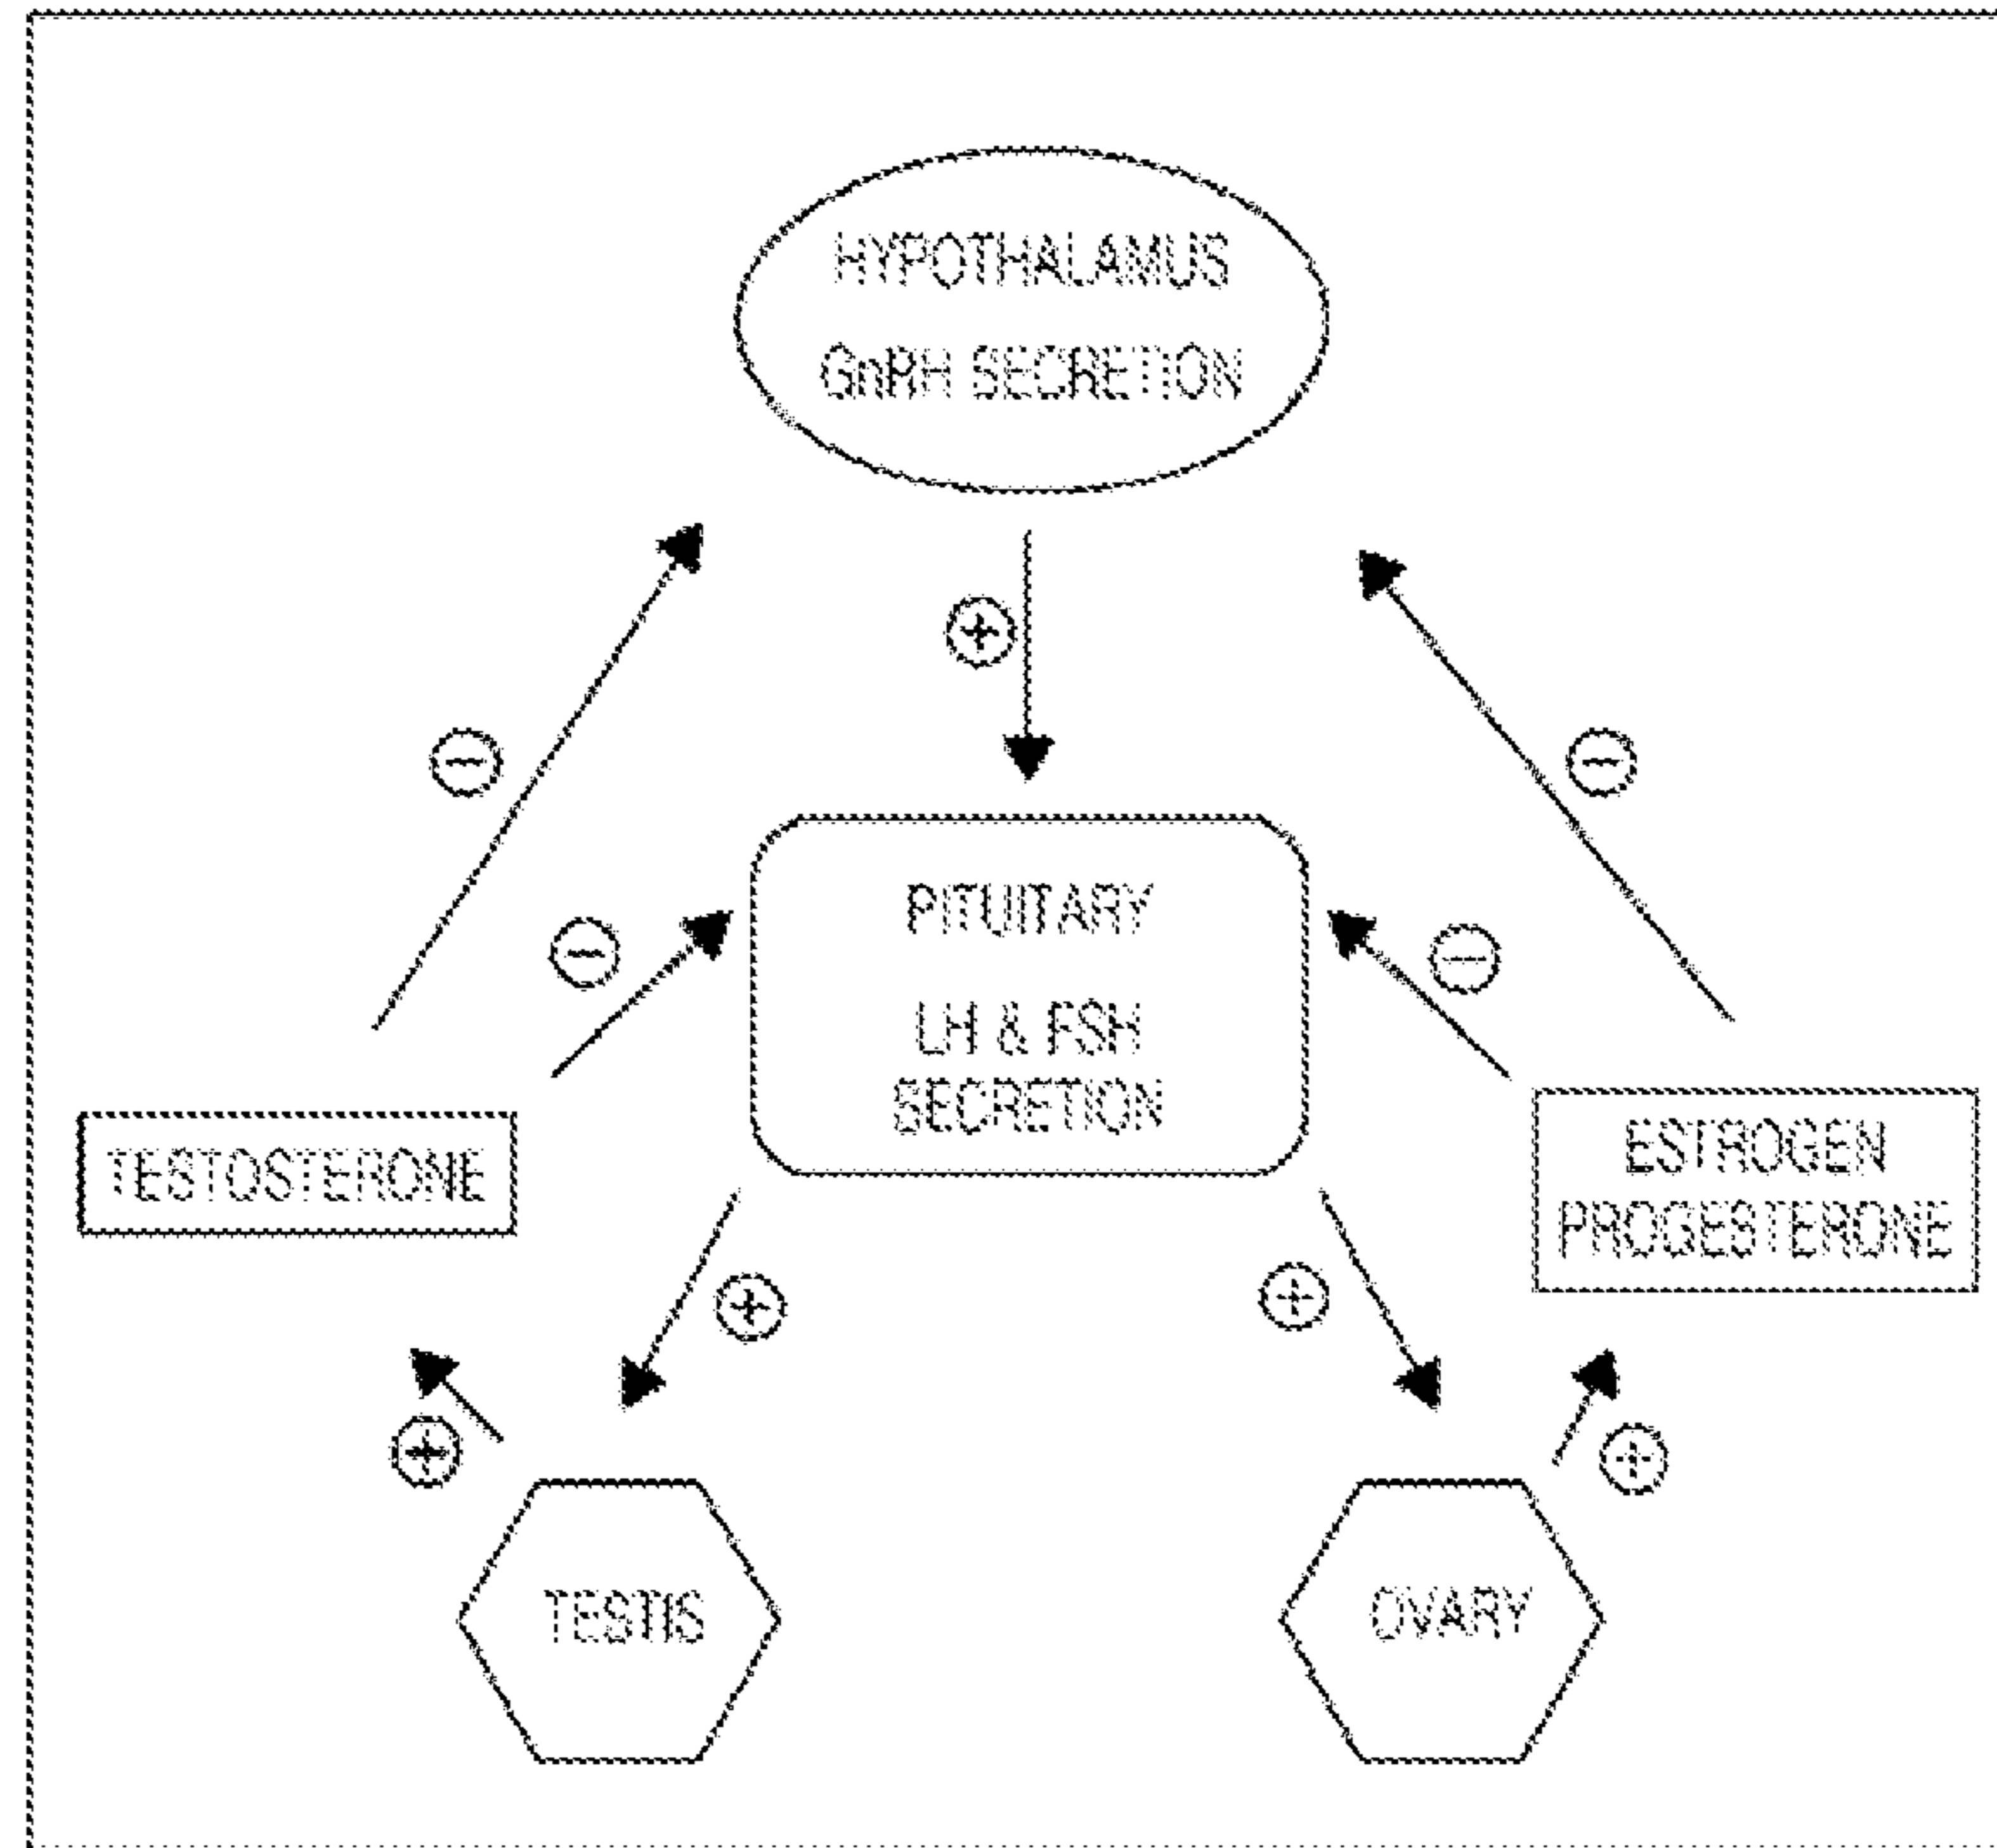 HYPOTHALAMUS
GnRH SECRETION
+
−
−
PITUITARY
−
−
LH & FSH
SECRETION
TESTOSTERONE
ESTROGEN
PROGESTERONE
+
+
+
+
TESTIS
OVARY